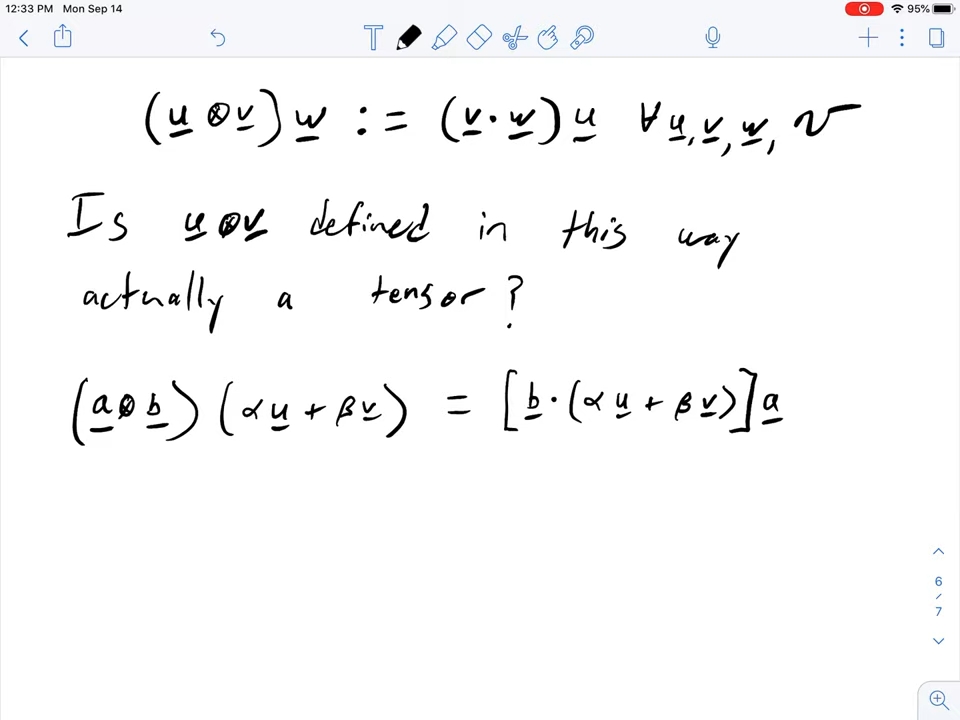 12:33 PM Mon Sep 14 95%
(u ⊗ v) w := (v · w) u ∀ u, v, w, V
Is u ⊗ v defined in this way
actually a tensor?
(a ⊗ b) (αu + βv) = [b · (αu + βv)] a
6
/
7